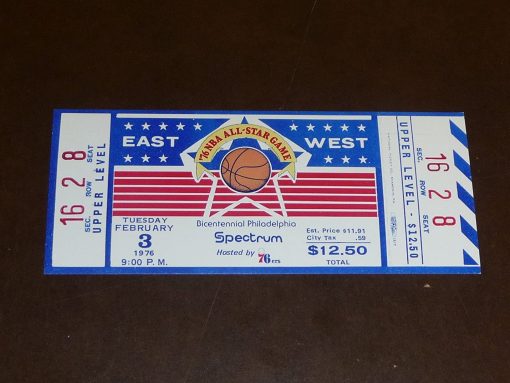 SEC. ROW SEAT
16 2 8
UPPER LEVEL
EAST
WEST
'76 NBA ALL-STAR GAME
TUESDAY
FEBRUARY
3
1976
9:00 P.M.
Bicentennial Philadelphia
Spectrum
Hosted by 76ERS
Est. Price $11.91
City Tax .59
$12.50
TOTAL
UPPER LEVEL - $12.50
SEC. ROW SEAT
16 2 8